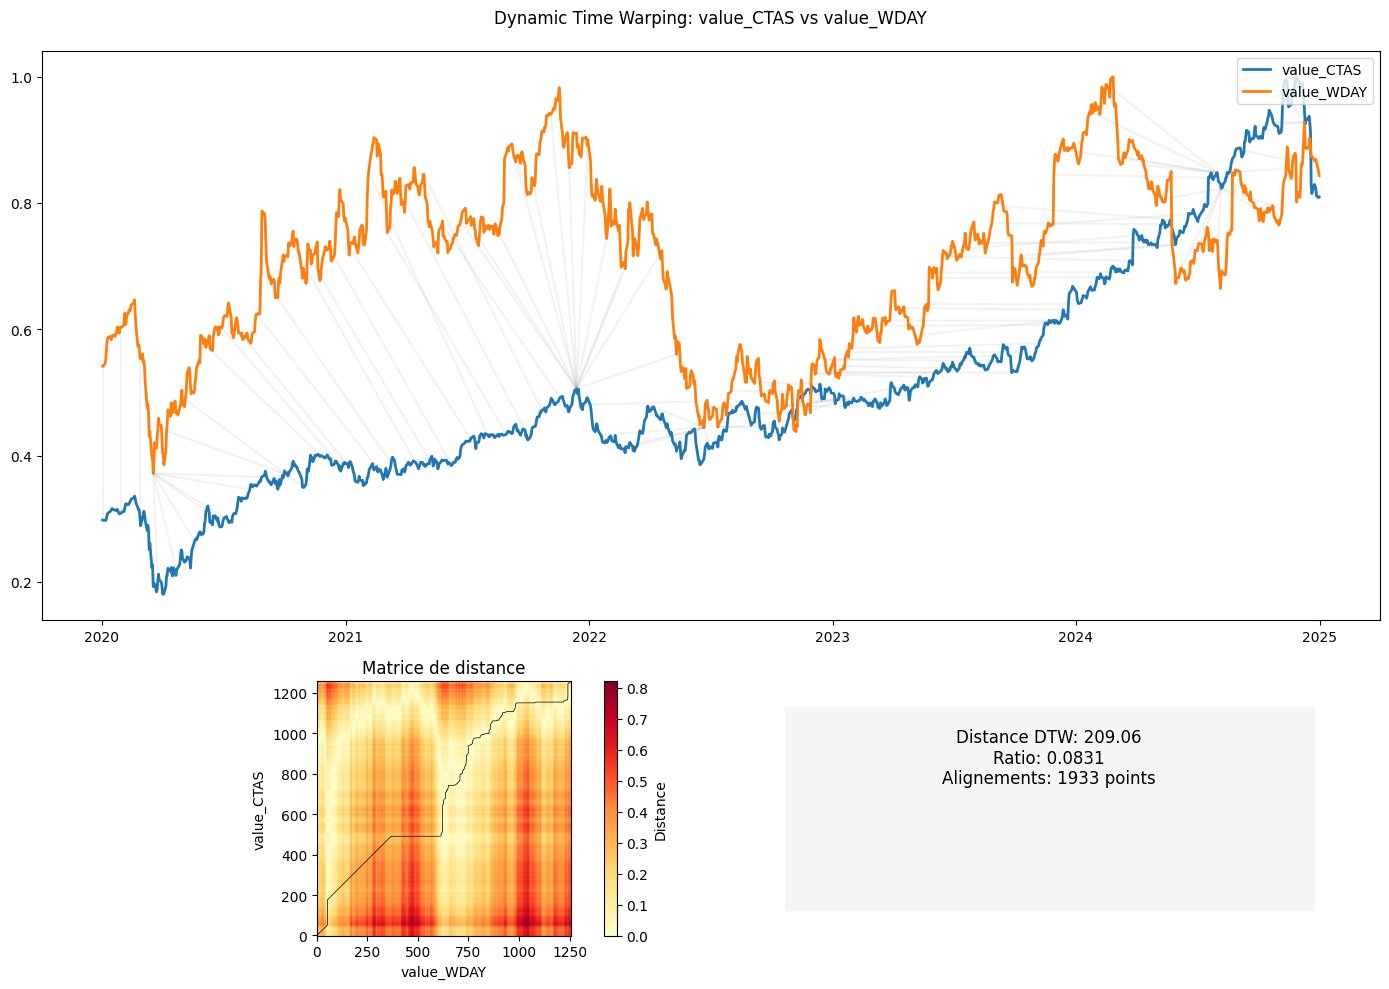 Dynamic Time Warping: value_CTAS vs value_WDAY
value_CTAS
value_WDAY
1.0
0.8
0.6
0.4
0.2
2020 2021 2022 2023 2024 2025
Matrice de distance
value_CTAS
1200
1000
800
600
400
200
0
0 250 500 750 1000 1250
value_WDAY
0.8
0.7
0.6
0.5
0.4
0.3
0.2
0.1
0.0
Distance
Distance DTW: 209.06
Ratio: 0.0831
Alignements: 1933 points